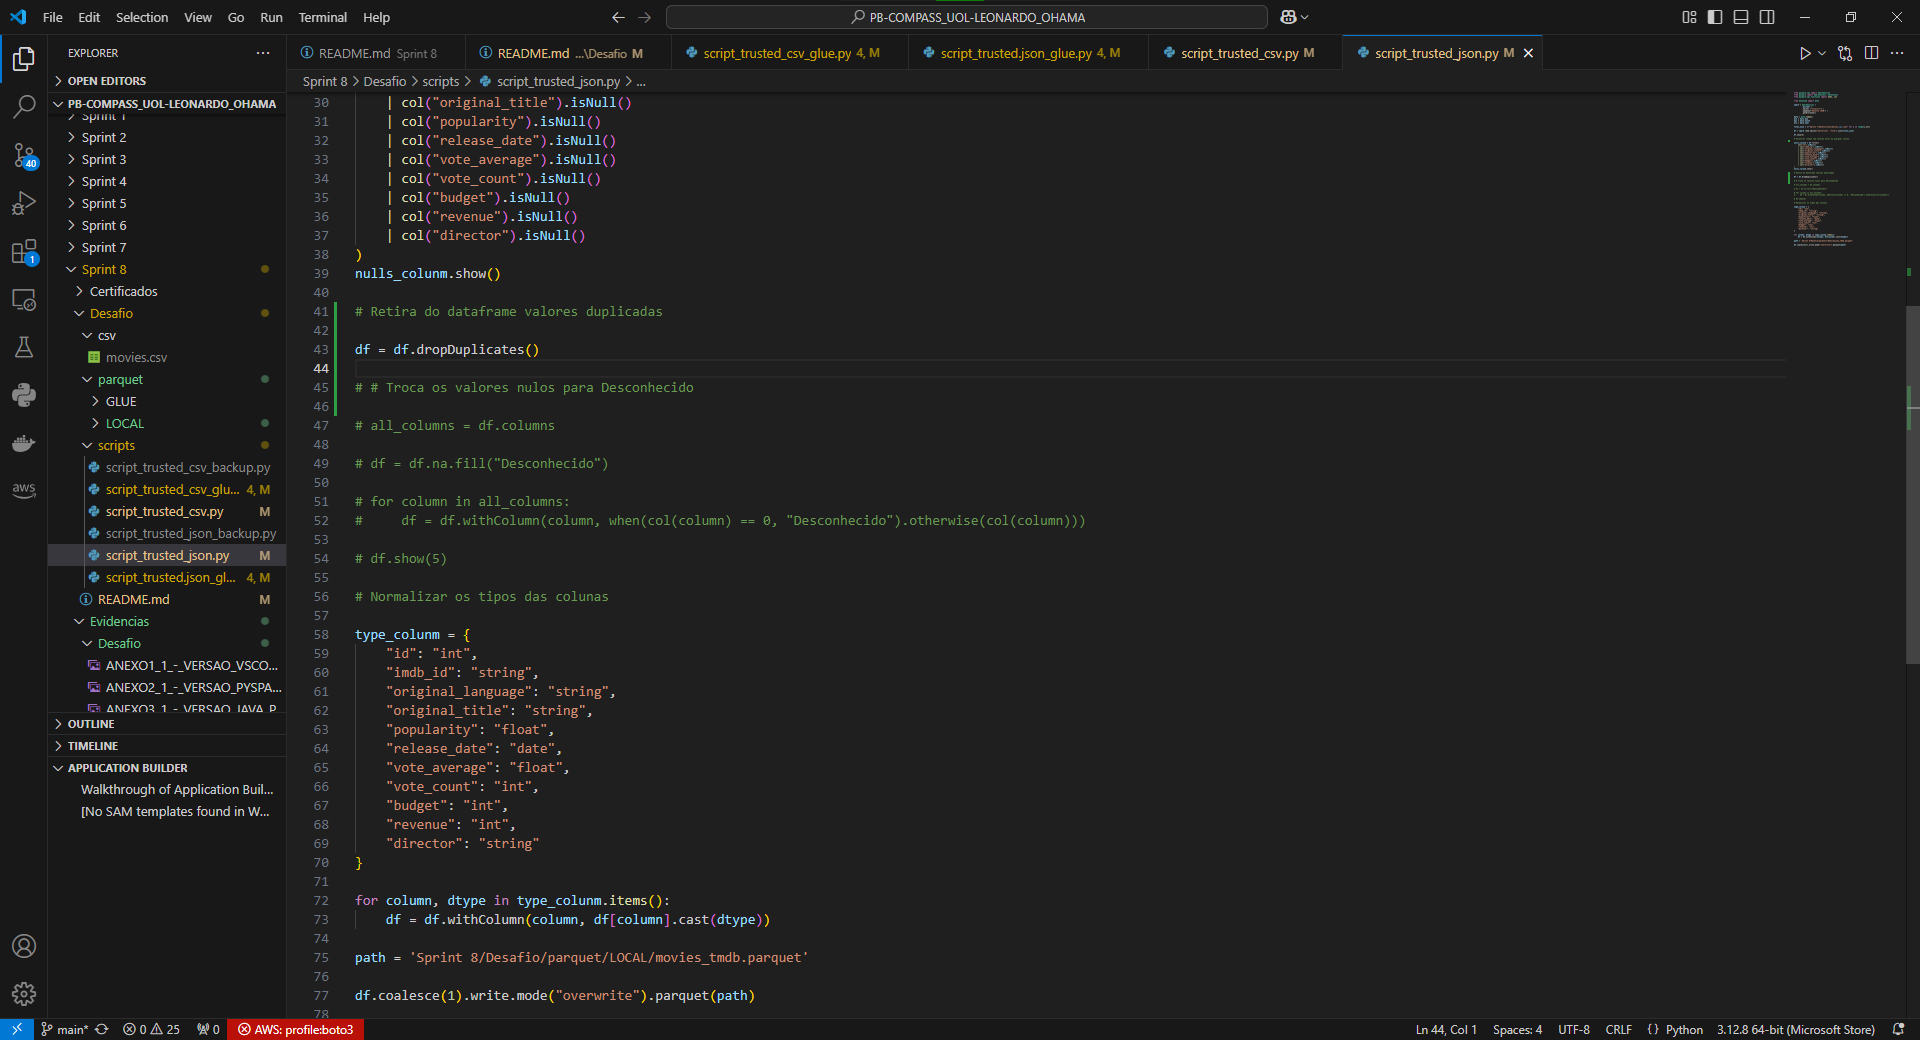 File Edit Selection View Go Run Terminal Help
PB-COMPASS_UOL-LEONARDO_OHAMA
EXPLORER
OPEN EDITORS
PB-COMPASS_UOL-LEONARDO_OHAMA
Sprint 1
Sprint 2
Sprint 3
Sprint 4
Sprint 5
Sprint 6
Sprint 7
Sprint 8
Certificados
Desafio
csv
movies.csv
parquet
GLUE
LOCAL
scripts
script_trusted_csv_backup.py
script_trusted_csv_glu... 4, M
script_trusted_csv.py M
script_trusted_json_backup.py
script_trusted_json.py M
script_trusted.json_gl... 4, M
README.md M
Evidencias
Desafio
ANEXO1_1_-_VERSAO_VSCO...
ANEXO2_1_-_VERSAO_PYSPA...
ANEXO3_1_-_VERSAO_JAVA_P
OUTLINE
TIMELINE
APPLICATION BUILDER
Walkthrough of Application Buil...
[No SAM templates found in W...
40
1
aws
README.md Sprint 8
README.md ...\Desafio M
script_trusted_csv_glue.py 4, M
script_trusted.json_glue.py 4, M
script_trusted_csv.py M
script_trusted_json.py M
Sprint 8 > Desafio > scripts > script_trusted_json.py > ...
30 | col("original_title").isNull()
31 | col("popularity").isNull()
32 | col("release_date").isNull()
33 | col("vote_average").isNull()
34 | col("vote_count").isNull()
35 | col("budget").isNull()
36 | col("revenue").isNull()
37 | col("director").isNull()
38 )
39 nulls_colunm.show()
40
41 # Retira do dataframe valores duplicadas
42
43 df = df.dropDuplicates()
44
45 # # Troca os valores nulos para Desconhecido
46
47 # all_columns = df.columns
48
49 # df = df.na.fill("Desconhecido")
50
51 # for column in all_columns:
52 #     df = df.withColumn(column, when(col(column) == 0, "Desconhecido").otherwise(col(column)))
53
54 # df.show(5)
55
56 # Normalizar os tipos das colunas
57
58 type_colunm = {
59 "id": "int",
60 "imdb_id": "string",
61 "original_language": "string",
62 "original_title": "string",
63 "popularity": "float",
64 "release_date": "date",
65 "vote_average": "float",
66 "vote_count": "int",
67 "budget": "int",
68 "revenue": "int",
69 "director": "string"
70 }
71
72 for column, dtype in type_colunm.items():
73 df = df.withColumn(column, df[column].cast(dtype))
74
75 path = 'Sprint 8/Desafio/parquet/LOCAL/movies_tmdb.parquet'
76
77 df.coalesce(1).write.mode("overwrite").parquet(path)
78
main* 0 25 0 AWS: profile:boto3 Ln 44, Col 1 Spaces: 4 UTF-8 CRLF {} Python 3.12.8 64-bit (Microsoft Store)